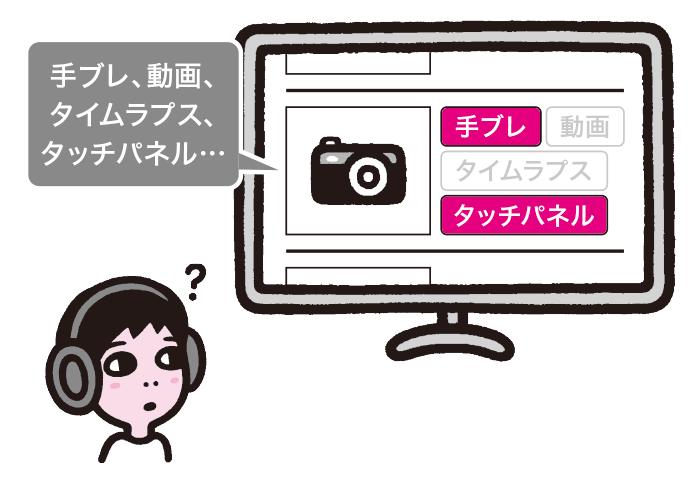 手ブレ、動画、
タイムラプス、
タッチパネル…
手ブレ 動画
タイムラプス
タッチパネル
?